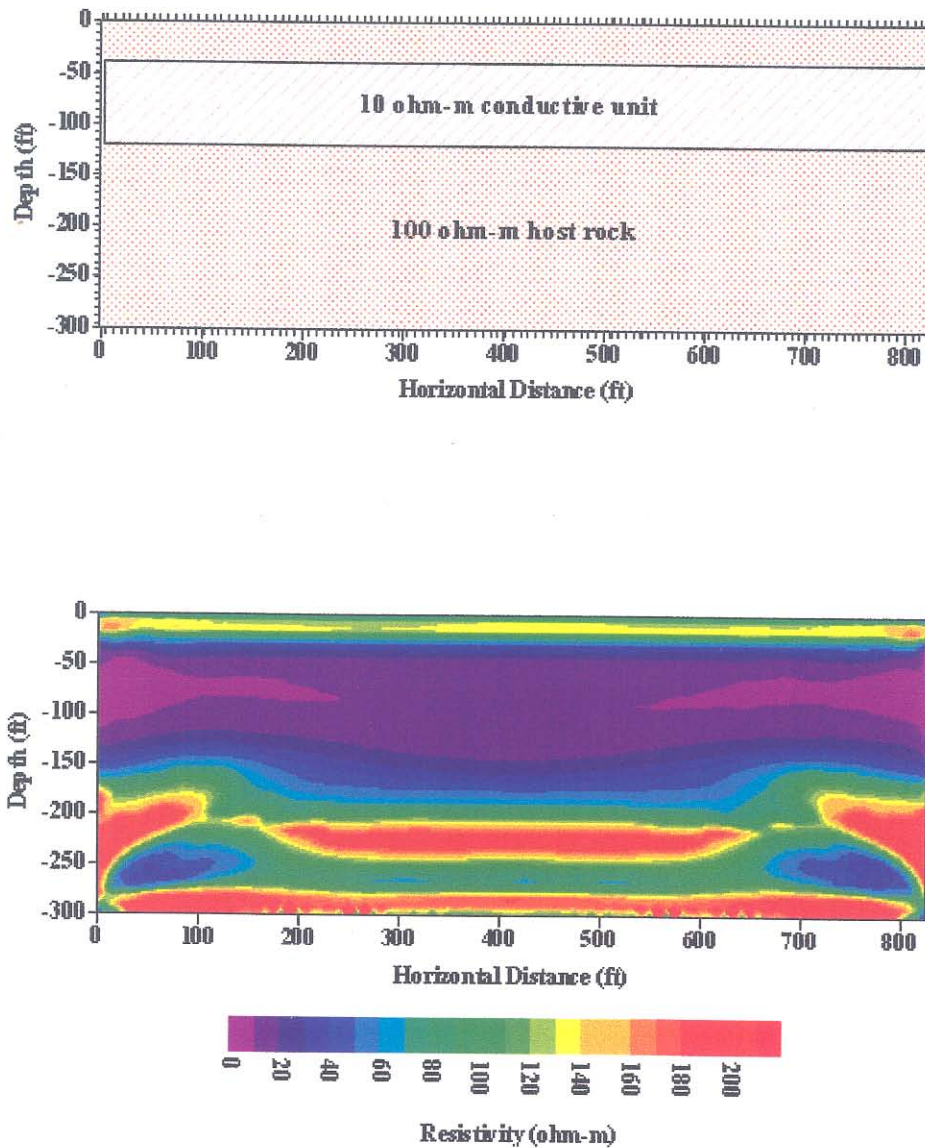 0
-50
10 ohm-m conductive unit
-100
Depth (ft)
-150
-200
100 ohm-m host rock
-250
-300
0 100 200 300 400 500 600 700 800
Horizontal Distance (ft)
0
-50
-100
Depth (ft)
-150
-200
-250
-300
0 100 200 300 400 500 600 700 800
Horizontal Distance (ft)
0 20 40 60 80 100 120 140 160 180 200
Resistivity (ohm-m)